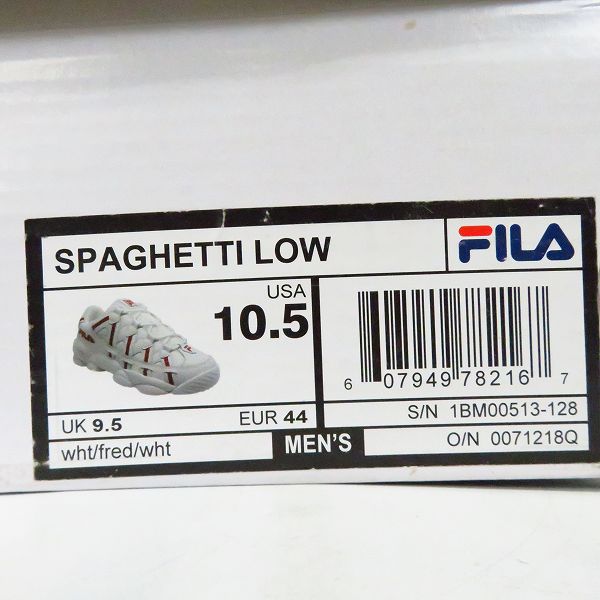 SPAGHETTI LOW
FILA
USA
10.5
UK 9.5
EUR 44
wht/fred/wht
MEN'S
6 07949 78216 7
S/N 1BM00513-128
O/N 0071218Q